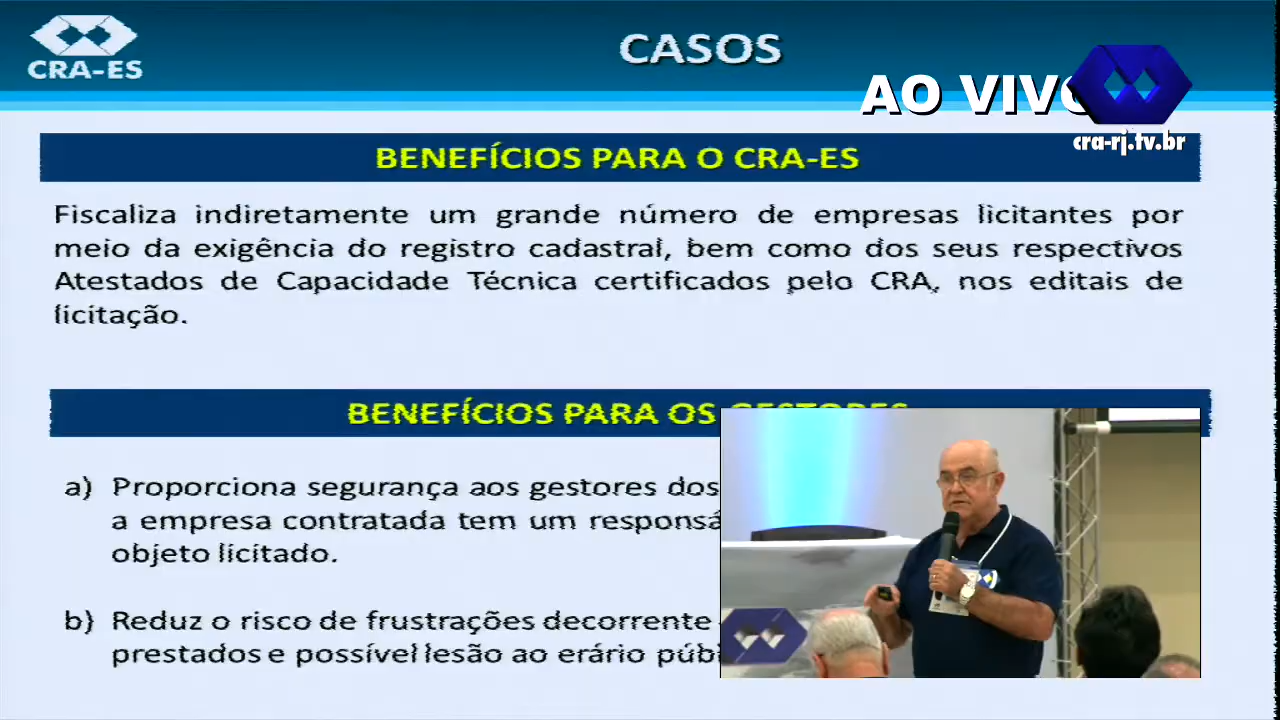 CRA-ES
CASOS
AO VIVO
cra-rj.tv.br
BENEFÍCIOS PARA O CRA-ES
Fiscaliza indiretamente um grande número de empresas licitantes por
meio da exigência do registro cadastral, bem como dos seus respectivos
Atestados de Capacidade Técnica certificados pelo CRA, nos editais de
licitação.
BENEFÍCIOS PARA OS GESTORES
a) Proporciona segurança aos gestores dos
a empresa contratada tem um
objeto licitado.
b) Reduz o risco de frustrações decorrente
prestados e possível lesão ao erário